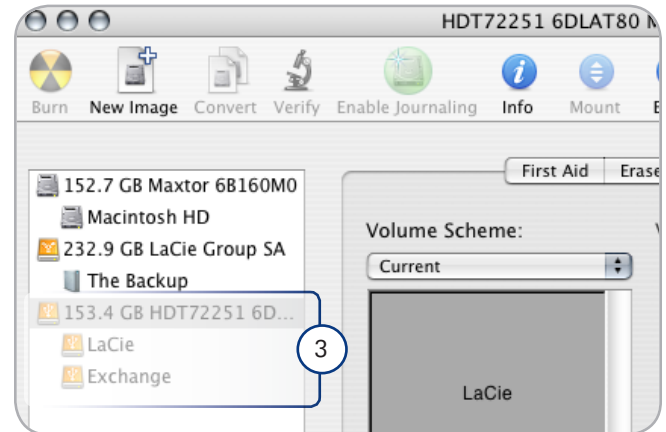 HDT72251 6DLAT80
Burn New Image Convert Verify Enable Journaling Info Mount
First Aid Erase
152.7 GB Maxtor 6B160M0
Macintosh HD
232.9 GB LaCie Group SA
The Backup
153.4 GB HDT72251 6D...
LaCie
Exchange
3
Volume Scheme:
Current
LaCie